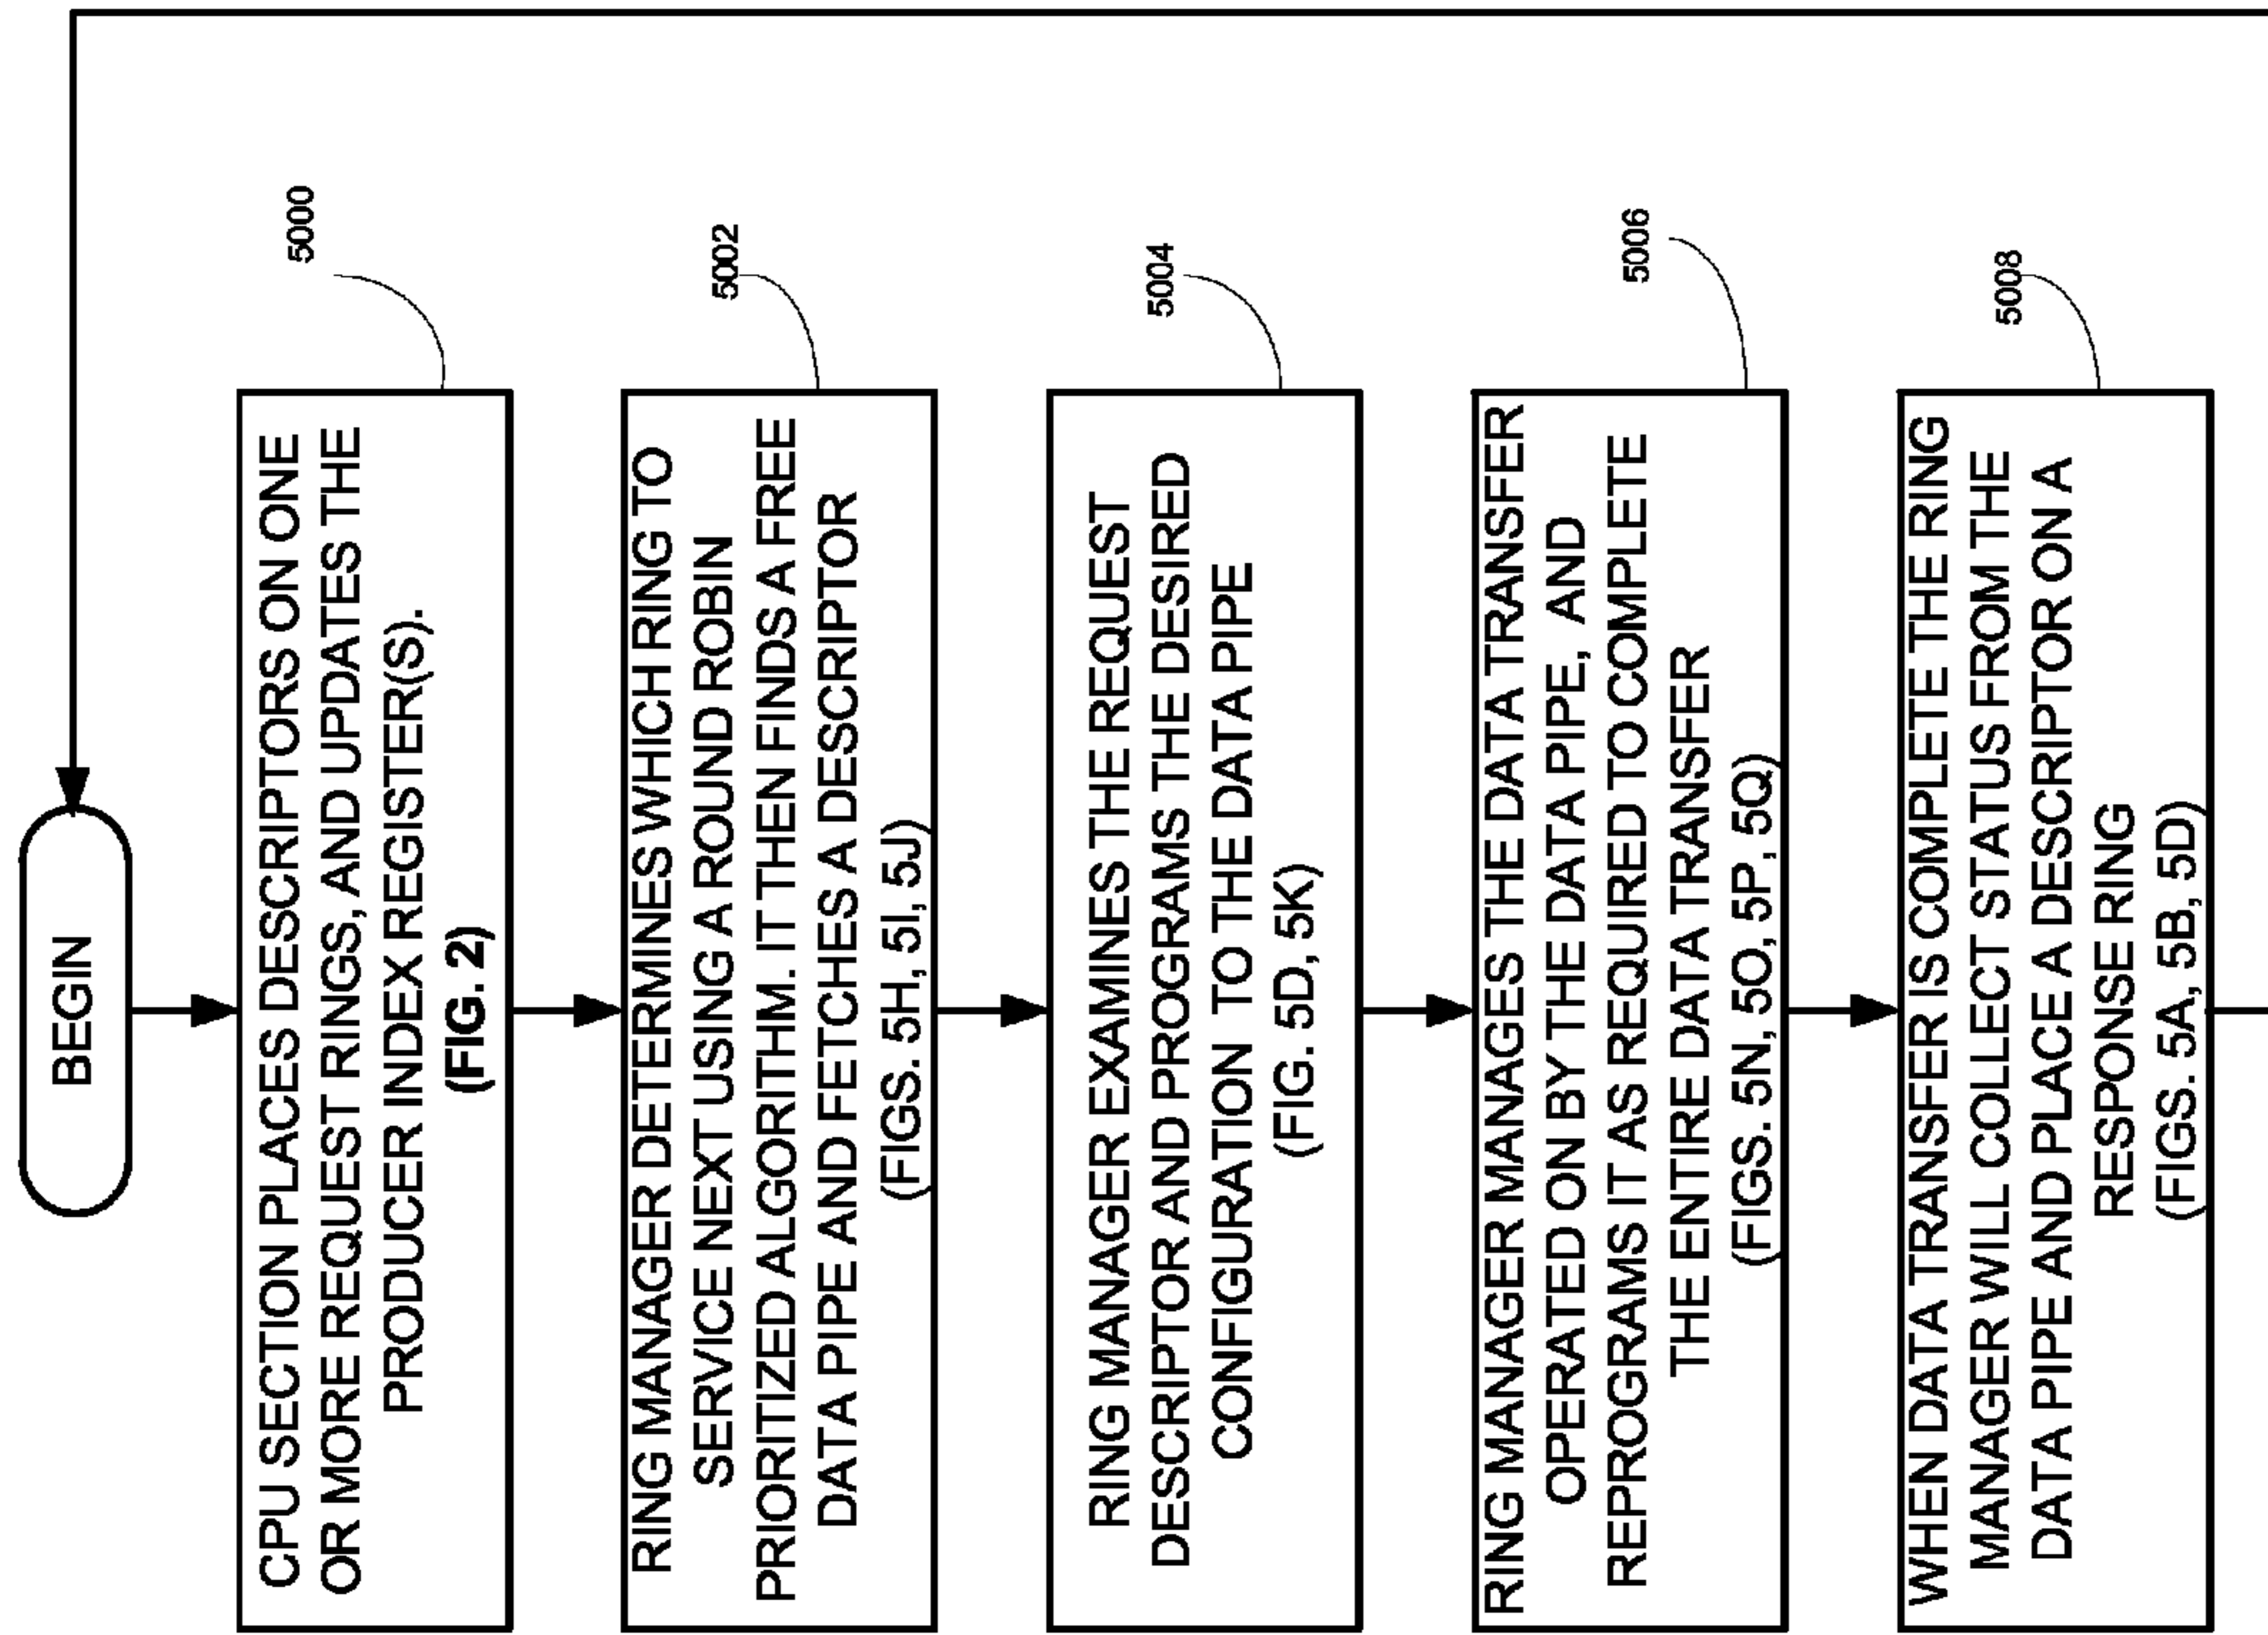 BEGIN
5000
CPU SECTION PLACES DESCRIPTORS ON ONE
OR MORE REQUEST RINGS, AND UPDATES THE
PRODUCER INDEX REGISTER(S).
(FIG. 2)
5002
RING MANAGER DETERMINES WHICH RING TO
SERVICE NEXT USING A ROUND ROBIN
PRIORITIZED ALGORITHM. IT THEN FINDS A FREE
DATA PIPE AND FETCHES A DESCRIPTOR
(FIGS. 5H, 5I, 5J)
5004
RING MANAGER EXAMINES THE REQUEST
DESCRIPTOR AND PROGRAMS THE DESIRED
CONFIGURATION TO THE DATA PIPE
(FIG. 5D, 5K)
5006
RING MANAGER MANAGES THE DATA TRANSFER
OPERATED ON BY THE DATA PIPE, AND
REPROGRAMS IT AS REQUIRED TO COMPLETE
THE ENTIRE DATA TRANSFER
(FIGS. 5N, 5O, 5P, 5Q)
5008
WHEN DATA TRANSFER IS COMPLETE THE RING
MANAGER WILL COLLECT STATUS FROM THE
DATA PIPE AND PLACE A DESCRIPTOR ON A
RESPONSE RING
(FIGS. 5A, 5B, 5D)